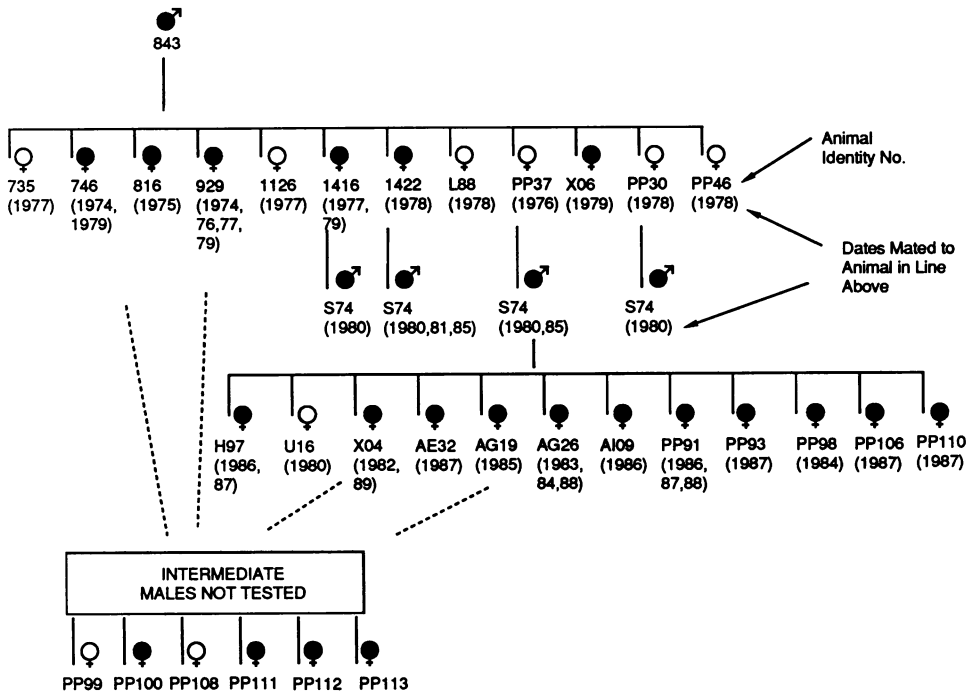 843
735 746 816 929 1126 1416 1422 L88 PP37 X06 PP30 PP46
(1977) (1974, (1975) (1974, (1977) (1977, (1978) (1978) (1976) (1979) (1978) (1978)
1979) 76,77, 79)
79)
Animal
Identity No.
Dates Mated to
Animal in Line
Above
S74 S74 S74 S74
(1980) (1980,81,85) (1980,85) (1980)
H97 U16 X04 AE32 AG19 AG26 AI09 PP91 PP93 PP98 PP106 PP110
(1986, (1980) (1982, (1987) (1985) (1983, (1986) (1986, (1987) (1984) (1987) (1987)
87) 89) 84,88) 87,88)
INTERMEDIATE
MALES NOT TESTED
PP99 PP100 PP108 PP111 PP112 PP113